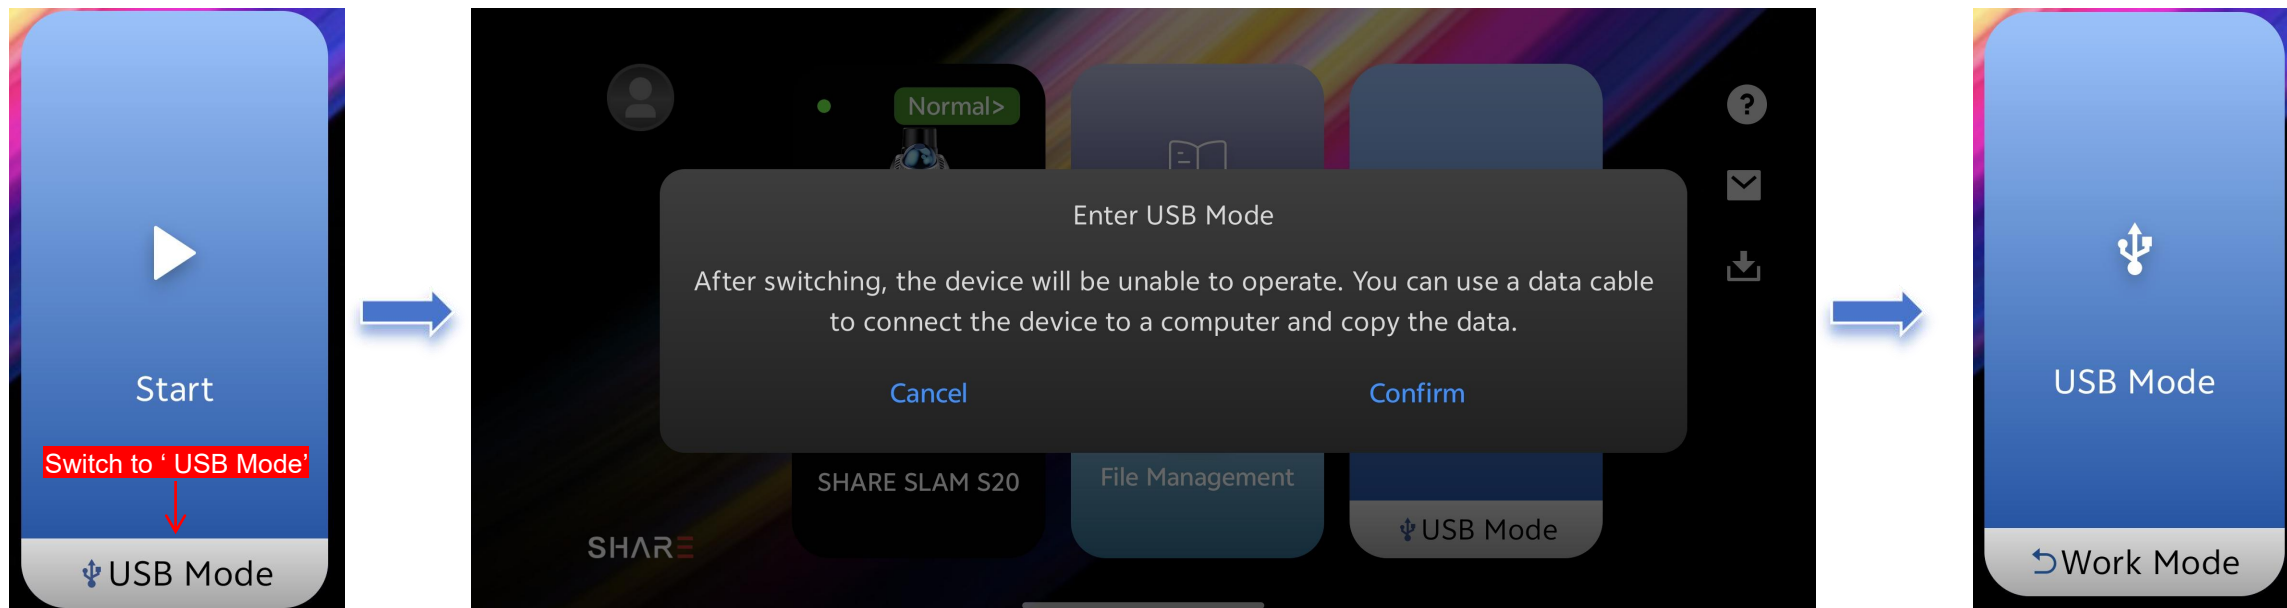 Start
Switch to ‘ USB Mode’
USB Mode
Normal>
Enter USB Mode
After switching, the device will be unable to operate. You can use a data cable
to connect the device to a computer and copy the data.
Cancel
Confirm
SHARE SLAM S20
File Management
USB Mode
SHARE
?
USB Mode
Work Mode